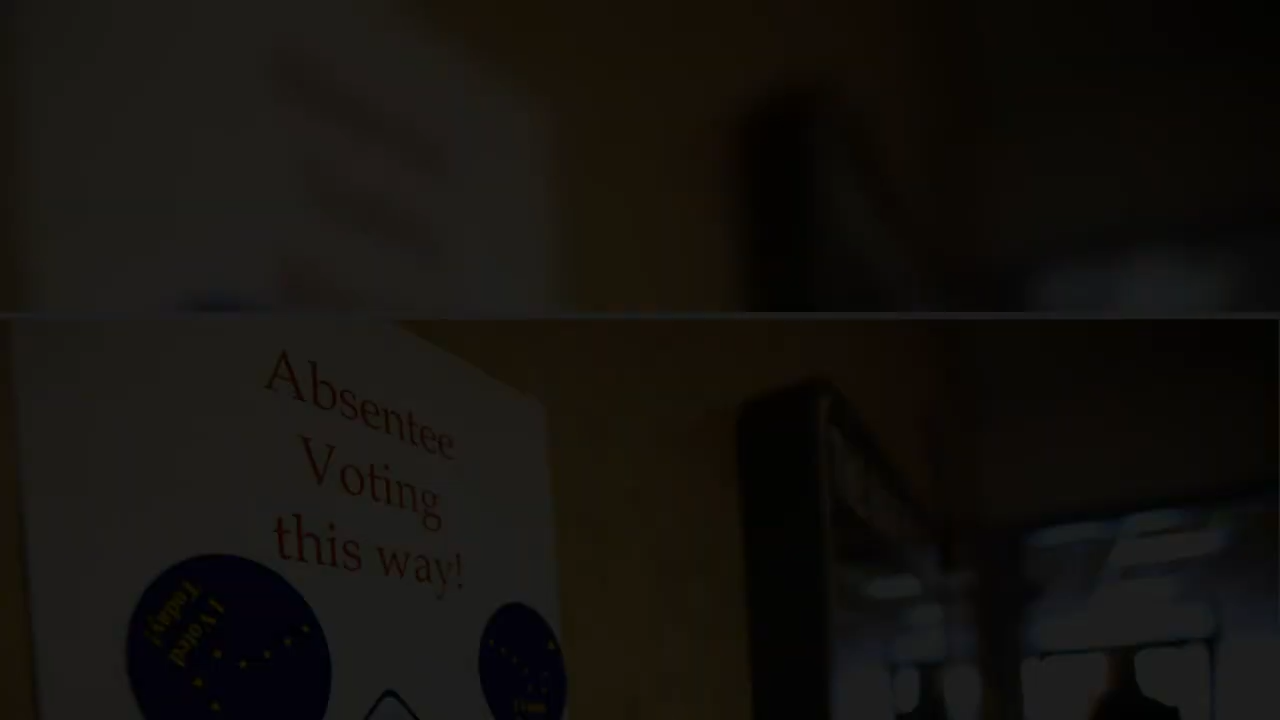 Absentee
Voting
this way!
I Voted
Today!